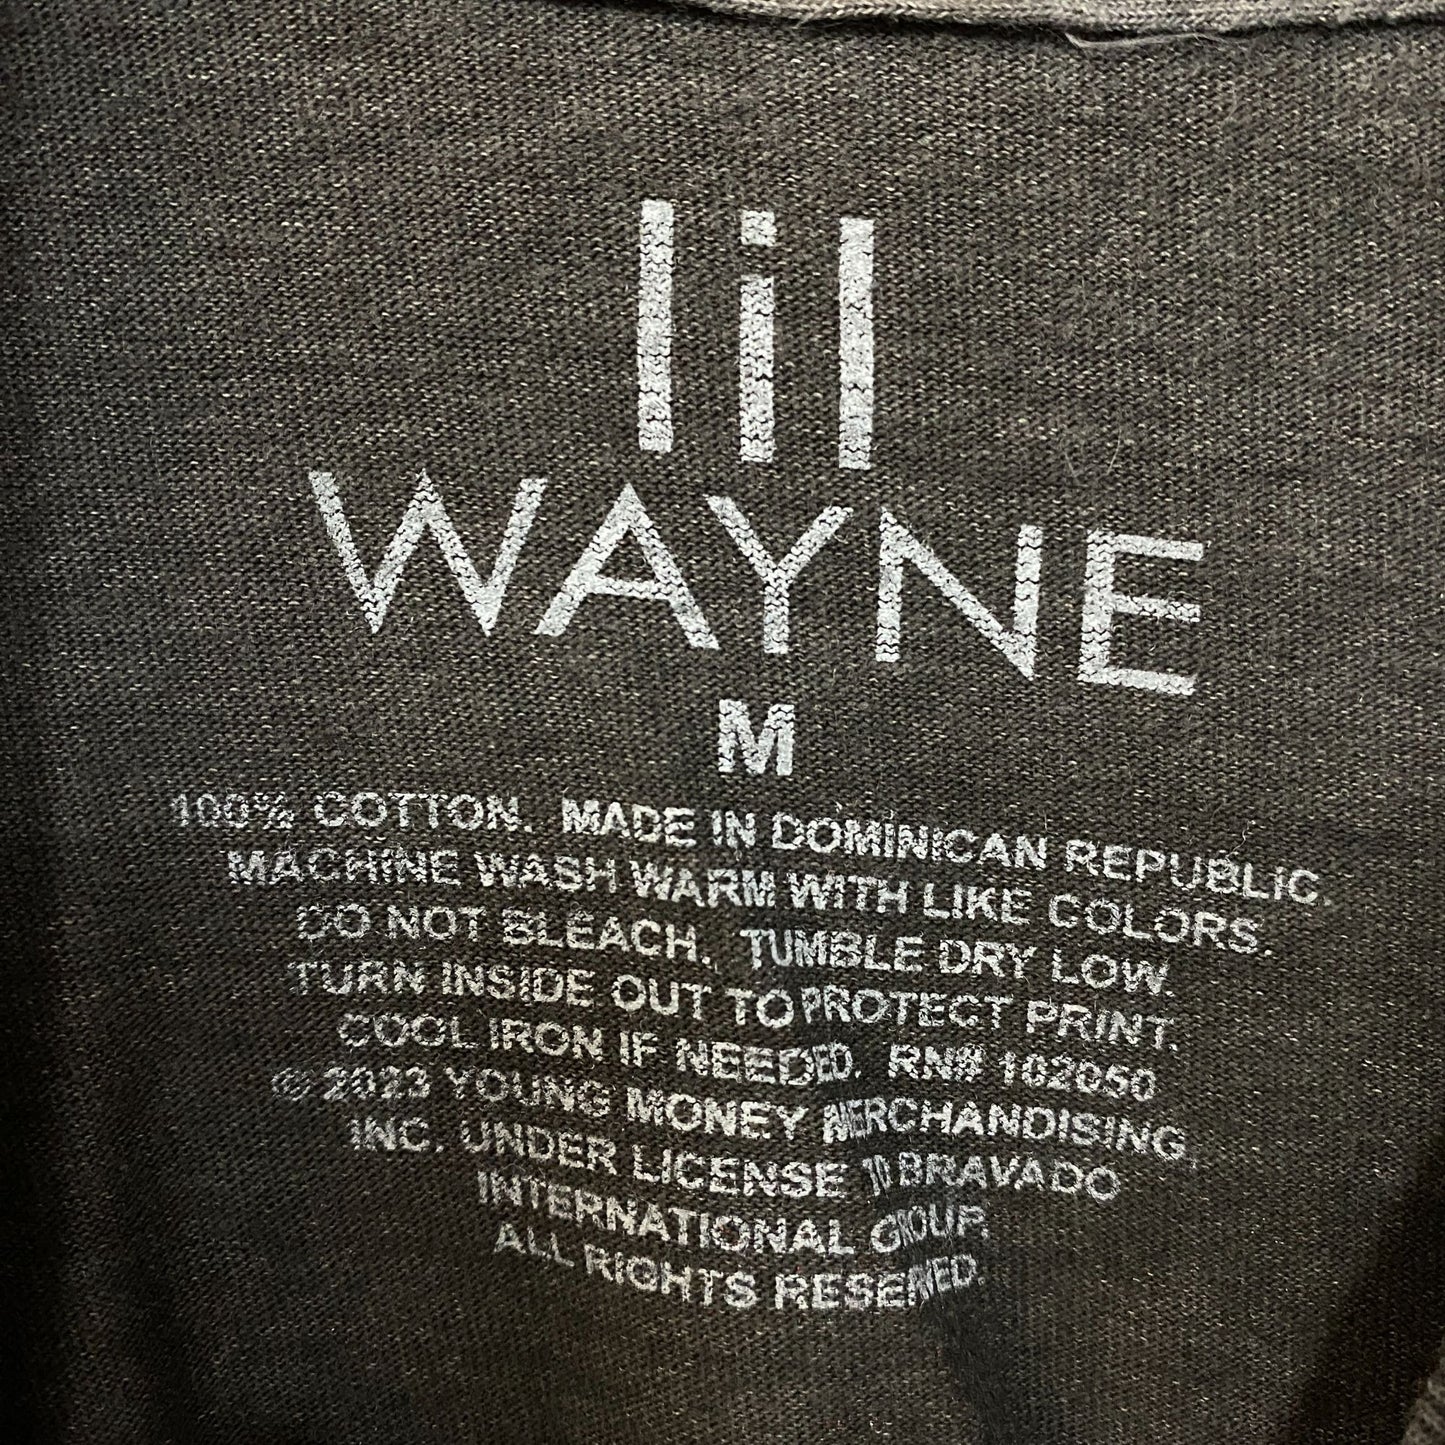 lil
WAYNE
M
100% COTTON. MADE IN DOMINICAN REPUBLIC.
MACHINE WASH WARM WITH LIKE COLORS.
DO NOT BLEACH. TUMBLE DRY LOW.
TURN INSIDE OUT TO PROTECT PRINT.
COOL IRON IF NEEDED. RN# 102050
© 2023 YOUNG MONEY MERCHANDISING,
INC. UNDER LICENSE TO BRAVADO
INTERNATIONAL GROUP.
ALL RIGHTS RESERVED.